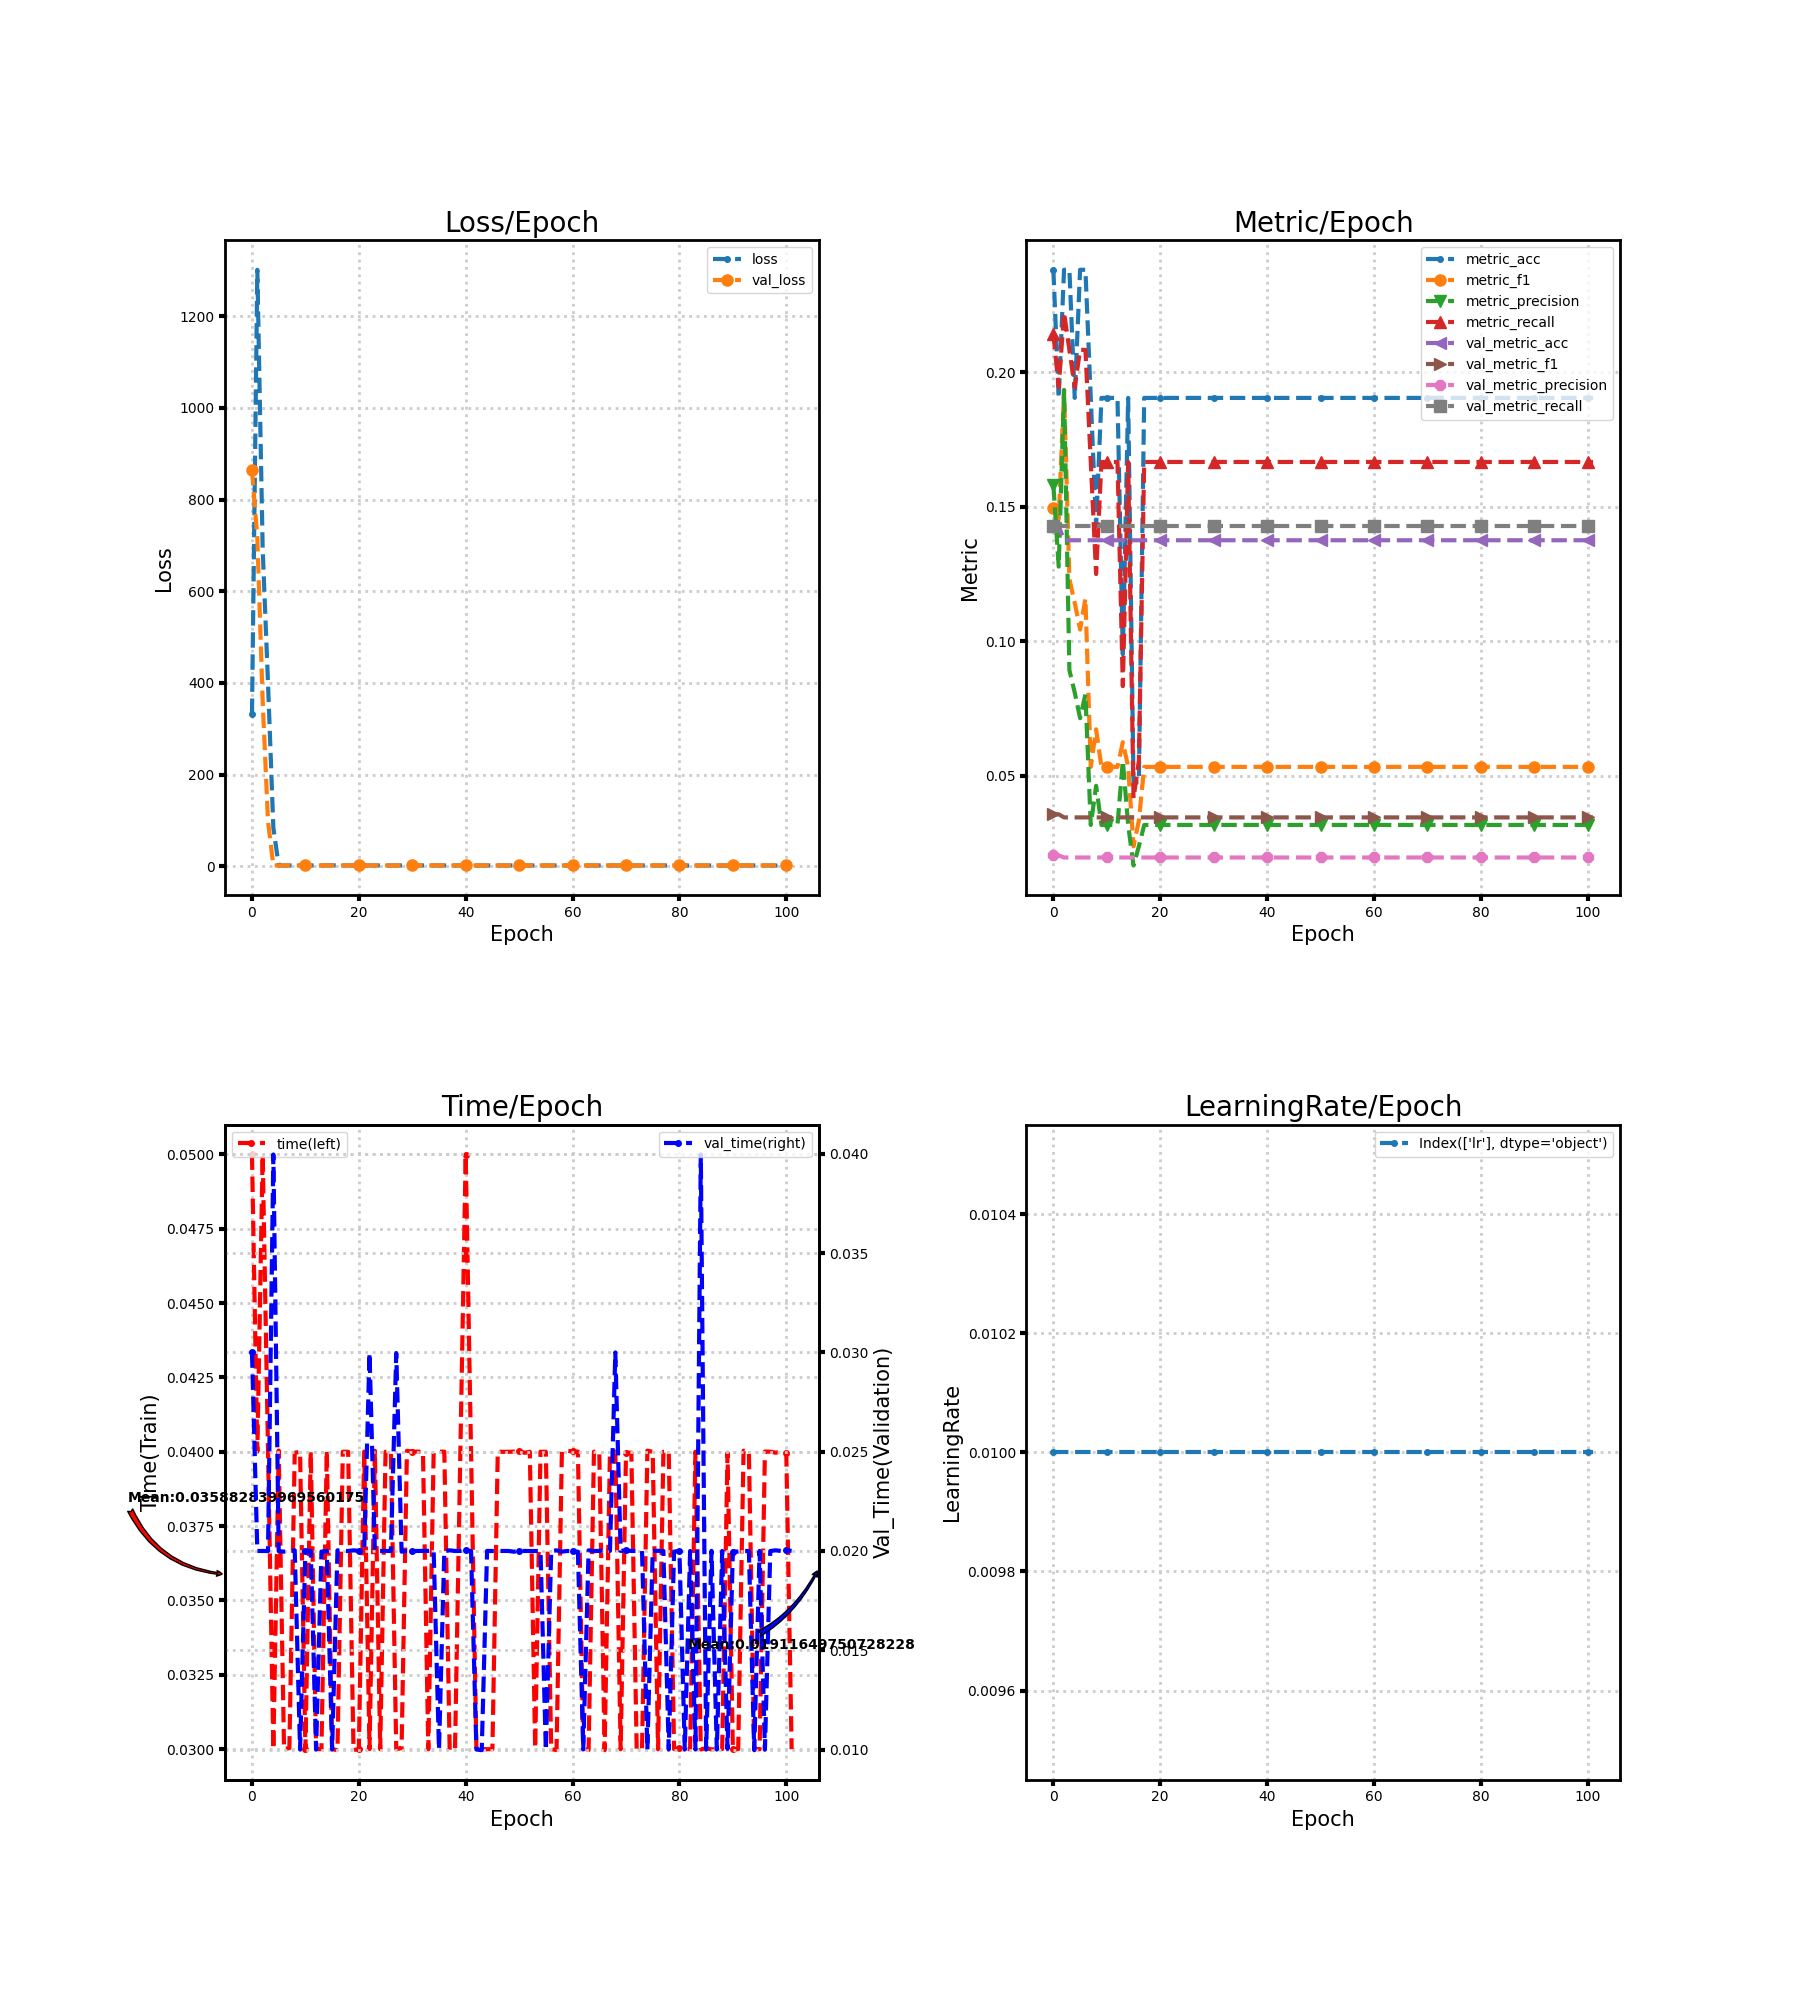 Loss/Epoch
loss
val_loss
1200
1000
800
600
400
200
0
Loss
0 20 40 60 80 100
Epoch
Metric/Epoch
metric_acc
metric_f1
metric_precision
metric_recall
val_metric_acc
val_metric_f1
val_metric_precision
val_metric_recall
0.20
0.15
0.10
0.05
Metric
0 20 40 60 80 100
Epoch
Time/Epoch
time(left)
val_time(right)
0.0500
0.0475
0.0450
0.0425
0.0400
0.0375
0.0350
0.0325
0.0300
Time(Train)
Mean:0.035882839969560175
0.040
0.035
0.030
0.025
0.020
0.015
0.010
Val_Time(Validation)
Mean:0.01911649750728228
0 20 40 60 80 100
Epoch
LearningRate/Epoch
Index(['lr'], dtype='object')
0.0104
0.0102
0.0100
0.0098
0.0096
LearningRate
0 20 40 60 80 100
Epoch